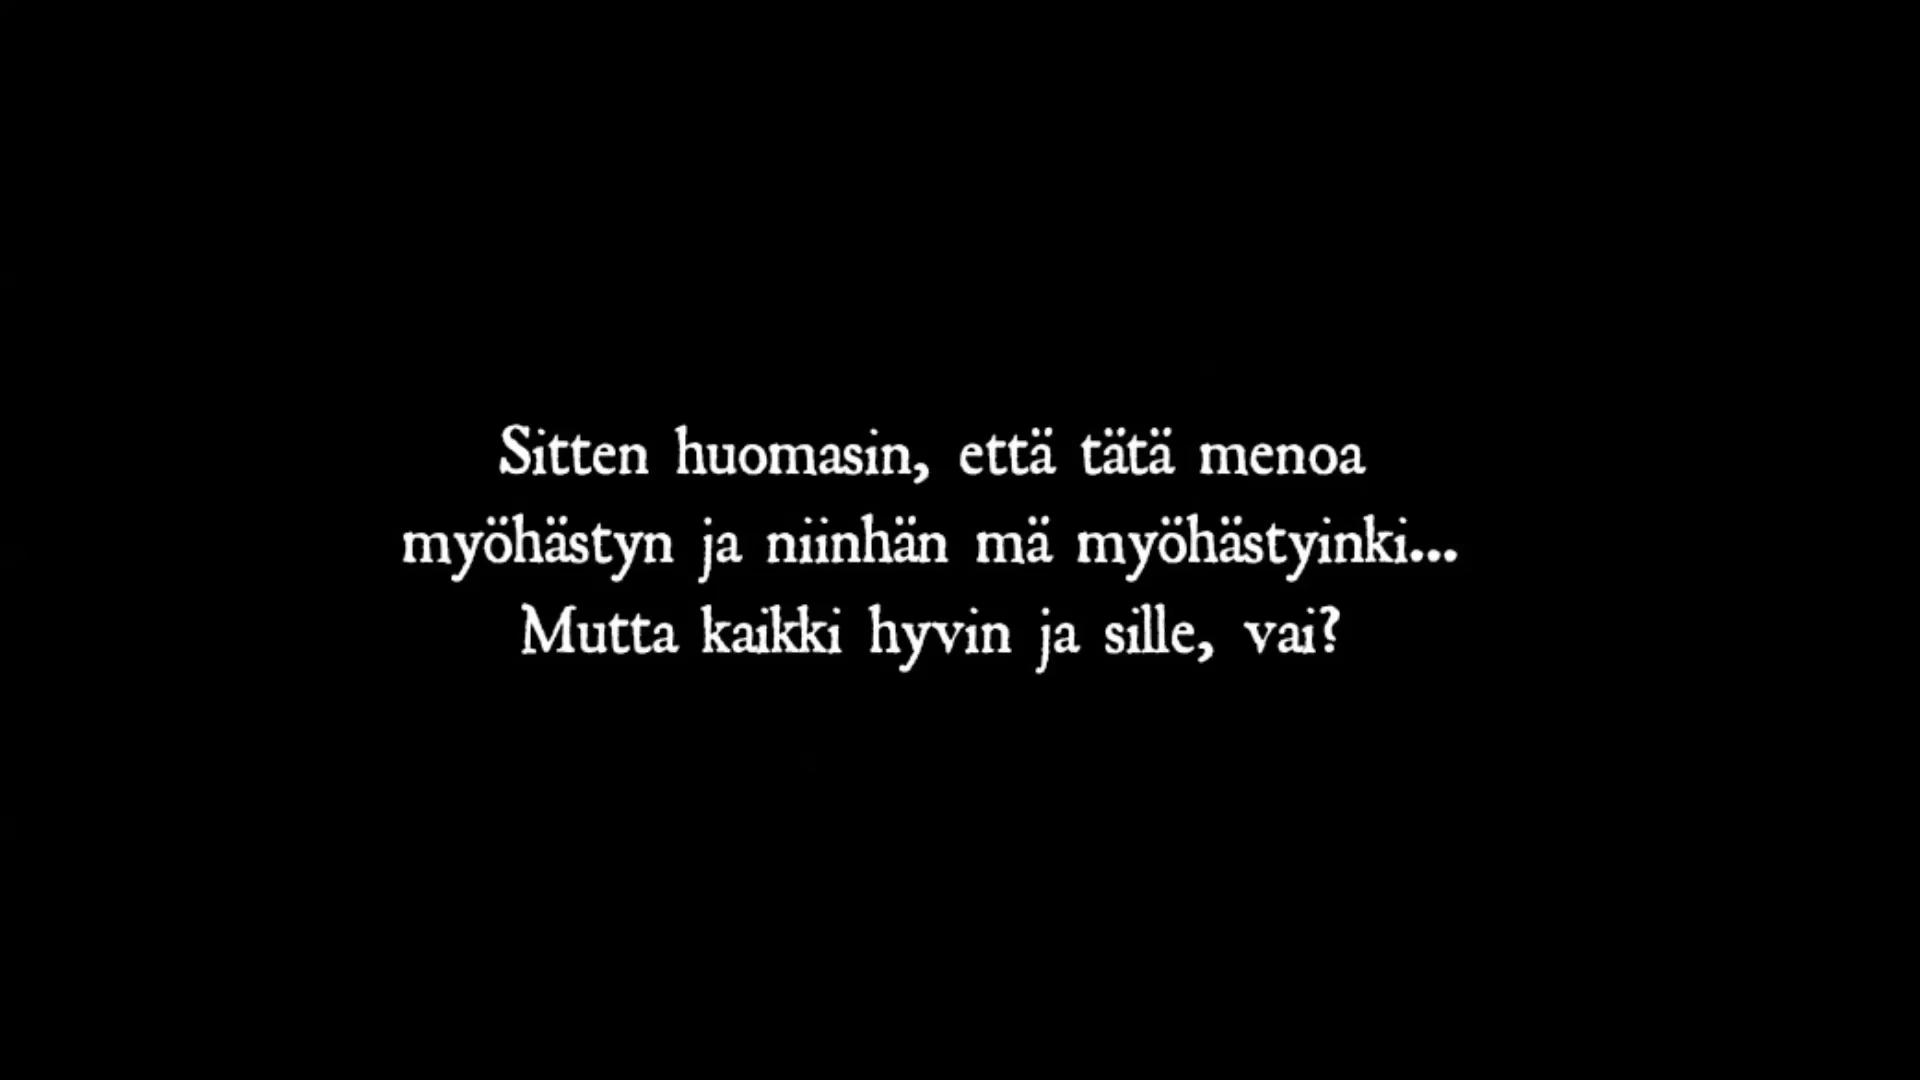 Sitten huomasin, että tätä menoa
myöhästyn ja niinhän mä myöhästyinki...
Mutta kaikki hyvin ja sille, vai?